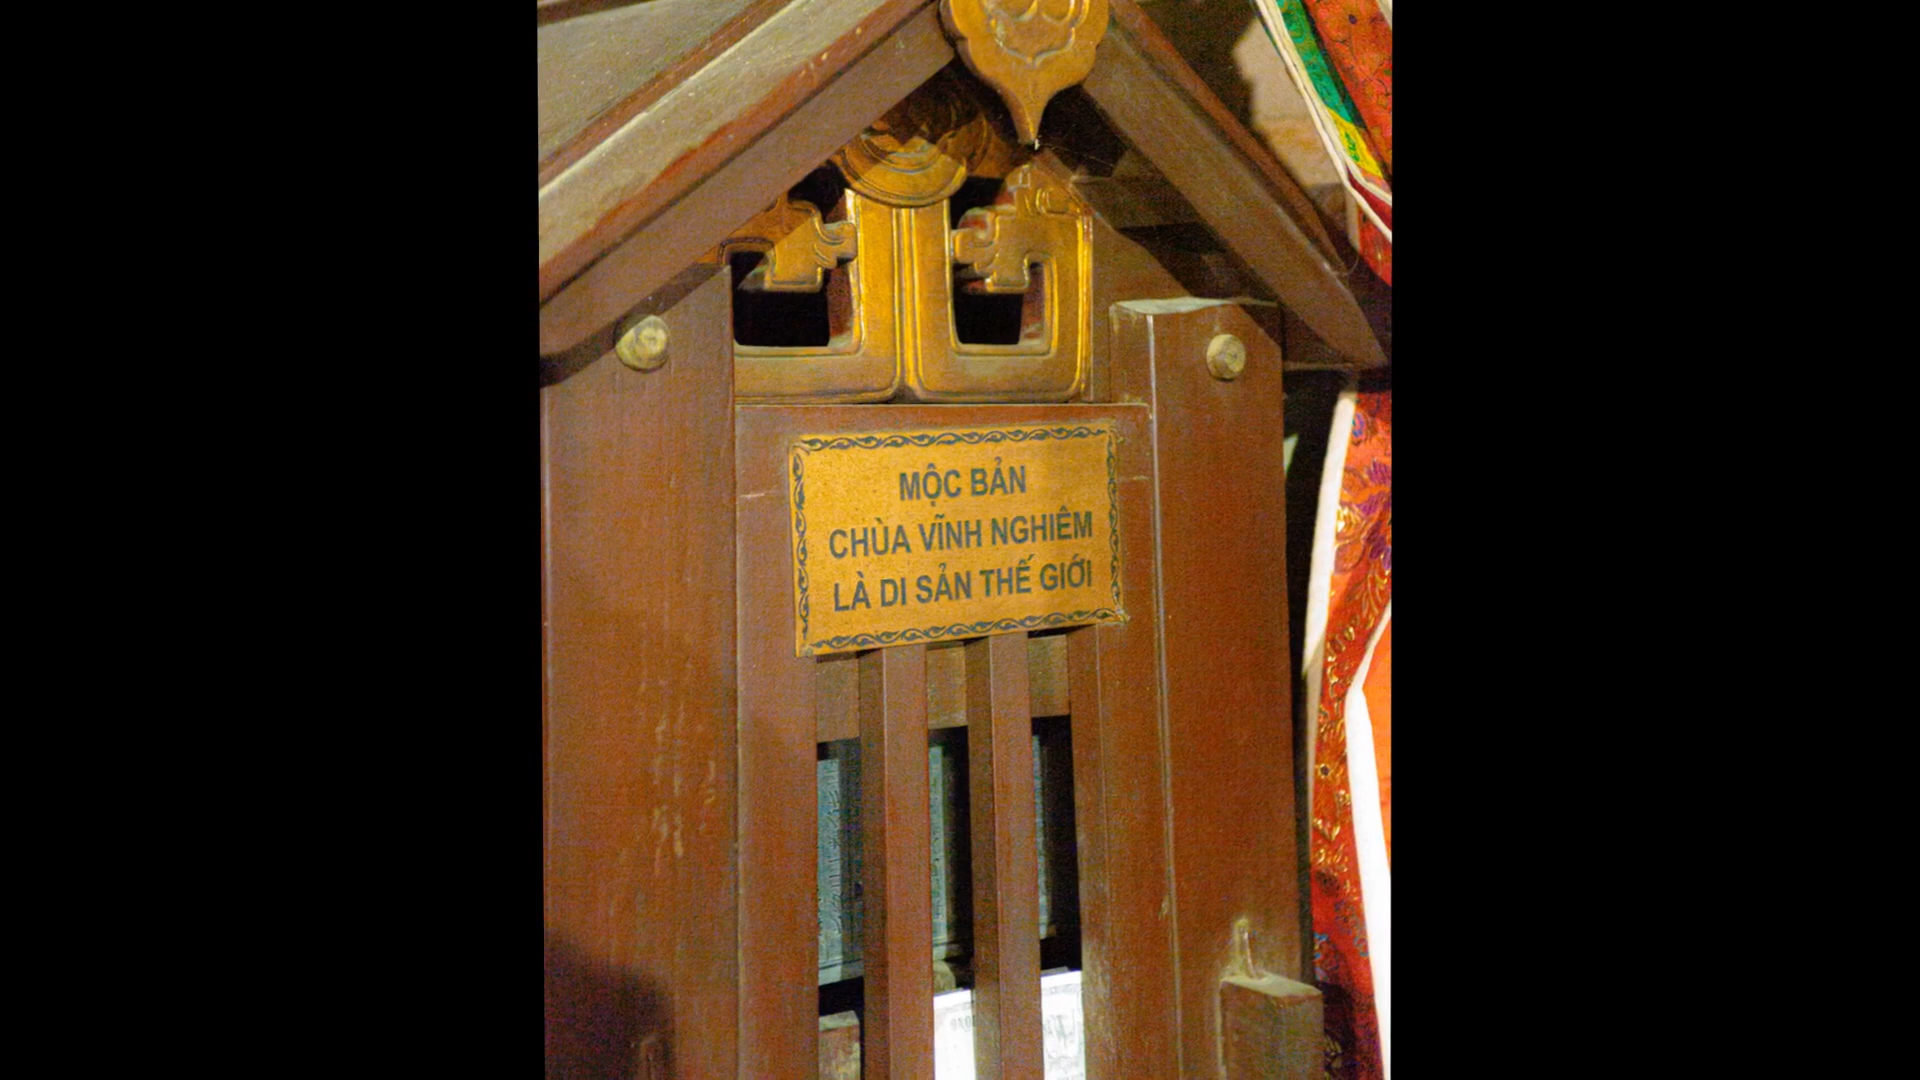 MỘC BẢN
CHÙA VĨNH NGHIÊM
LÀ DI SẢN THẾ GIỚI